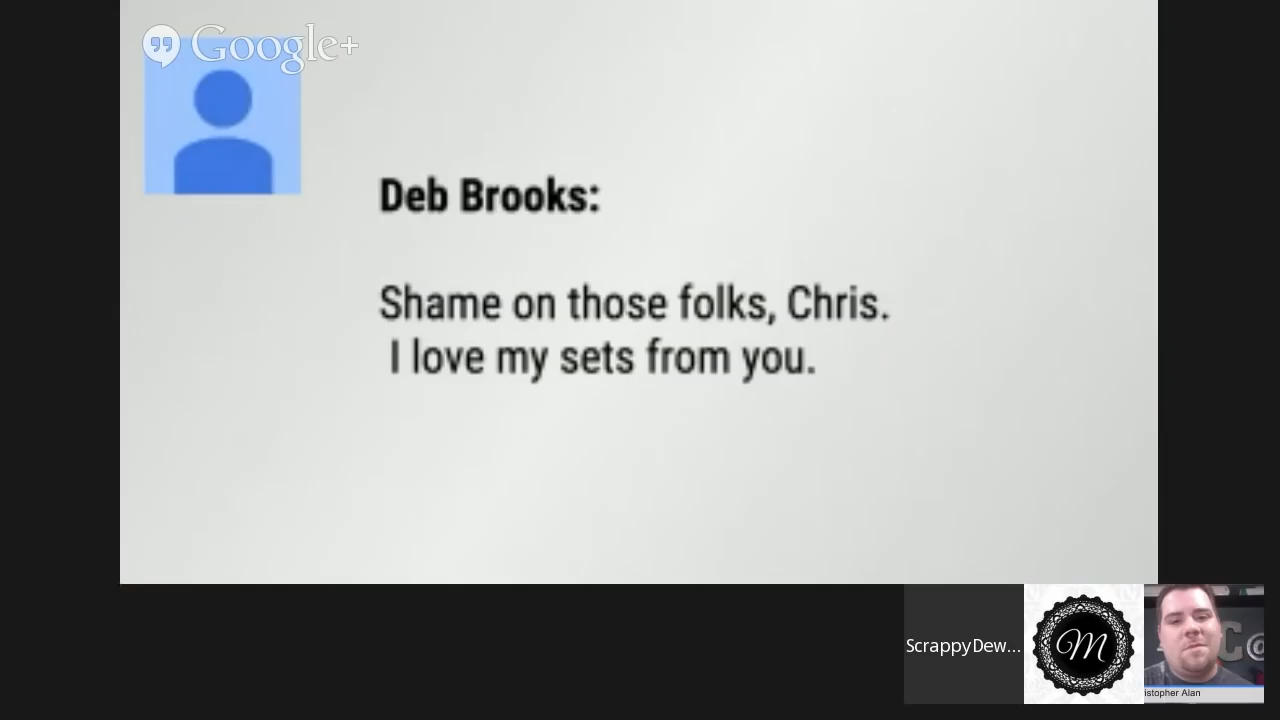 Google+
Deb Brooks:
Shame on those folks, Chris.
I love my sets from you.
ScrappyDew...
M
istopher Alan
C@